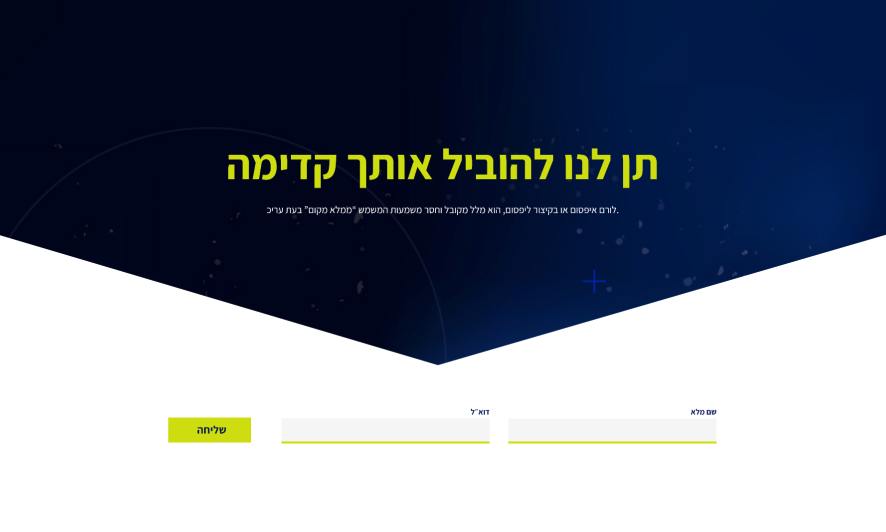 תן לנו להוביל אותך קדימה
לורם איפסום או בקיצור ליפסום, הוא מלל מקובל וחסר משמעות המשמש "ממלא מקום" בעת עריכ.
שם מלא
דוא״ל
שליחה